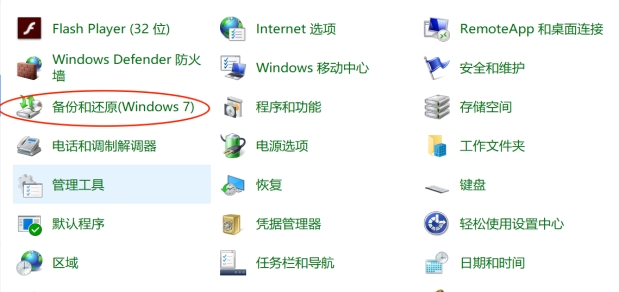 Flash Player (32 位)
Internet 选项
RemoteApp 和桌面连接
Windows Defender 防火
墙
Windows 移动中心
安全和维护
备份和还原(Windows 7)
程序和功能
存储空间
电话和调制解调器
电源选项
工作文件夹
管理工具
恢复
键盘
默认程序
凭据管理器
轻松使用设置中心
区域
任务栏和导航
日期和时间